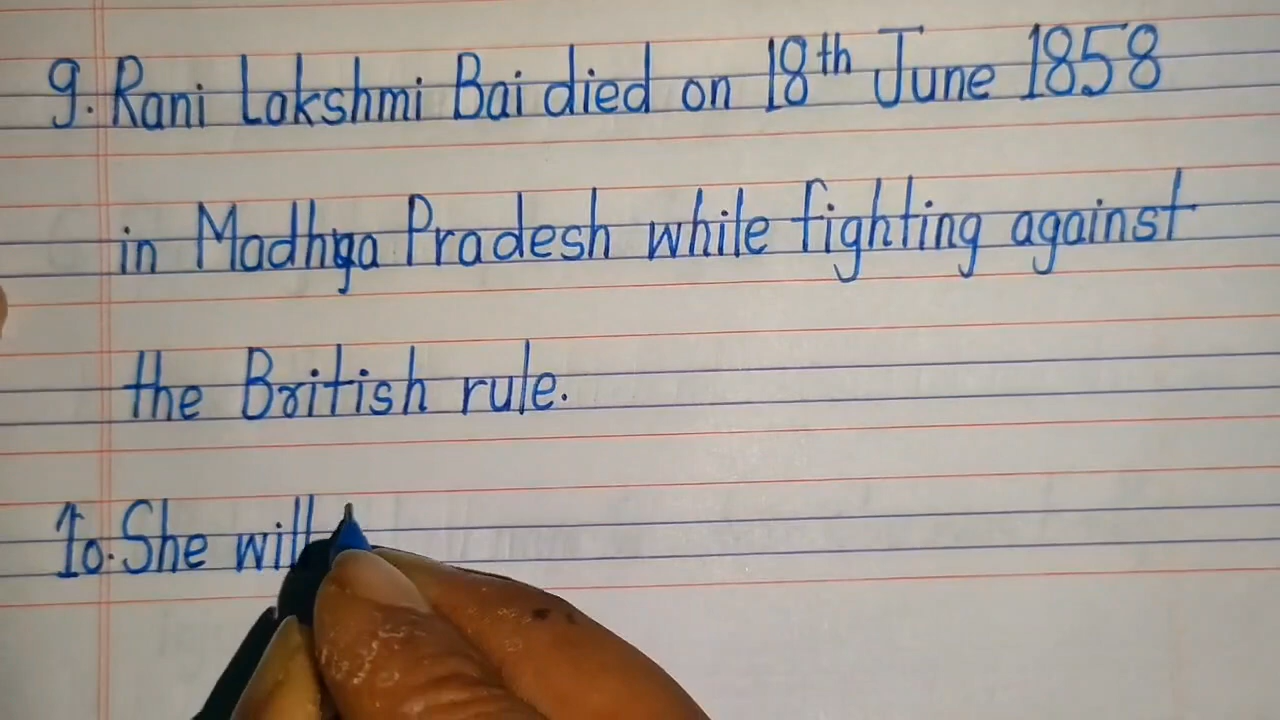 9. Rani Lakshmi Bai died on 18th June 1858
in Madhya Pradesh while fighting against
the British rule.
10. She will